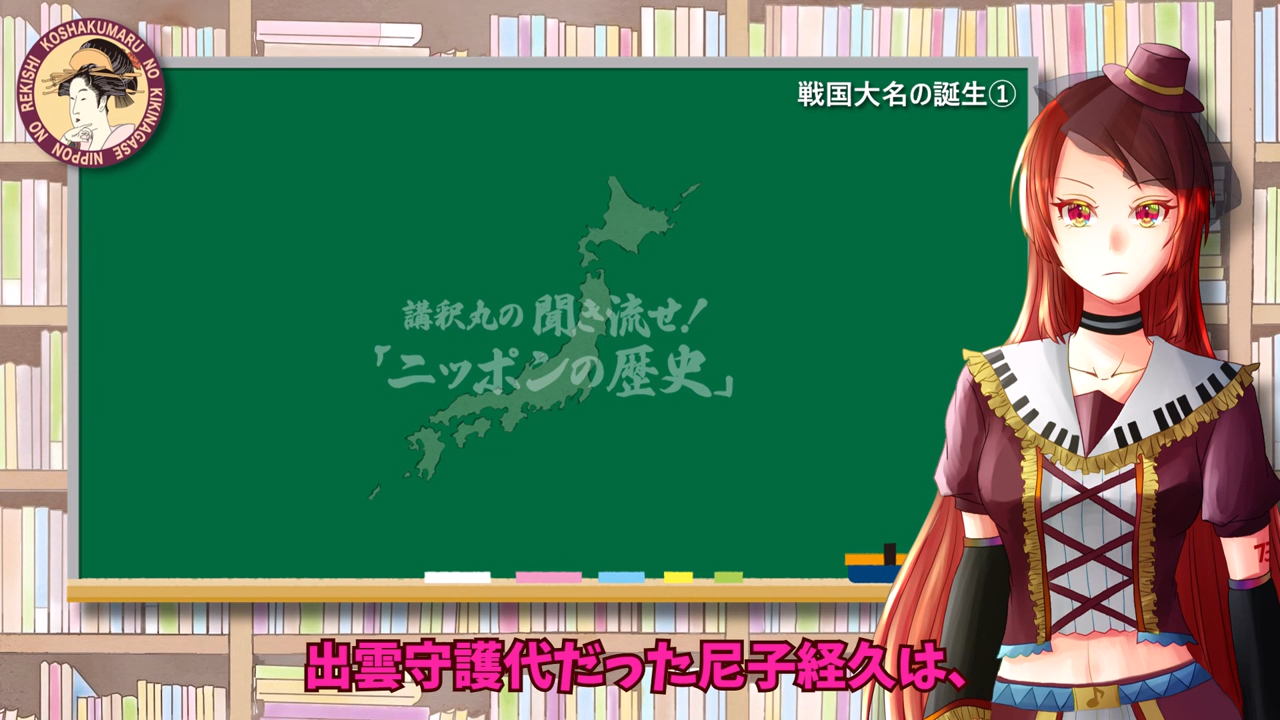 KOSHAKUMARU NO KIKINAGASE NIPPON NO REKISHI
戦国大名の誕生①
講釈丸の 聞き流せ!
「ニッポンの歴史」
73
出雲守護代だった尼子経久は、